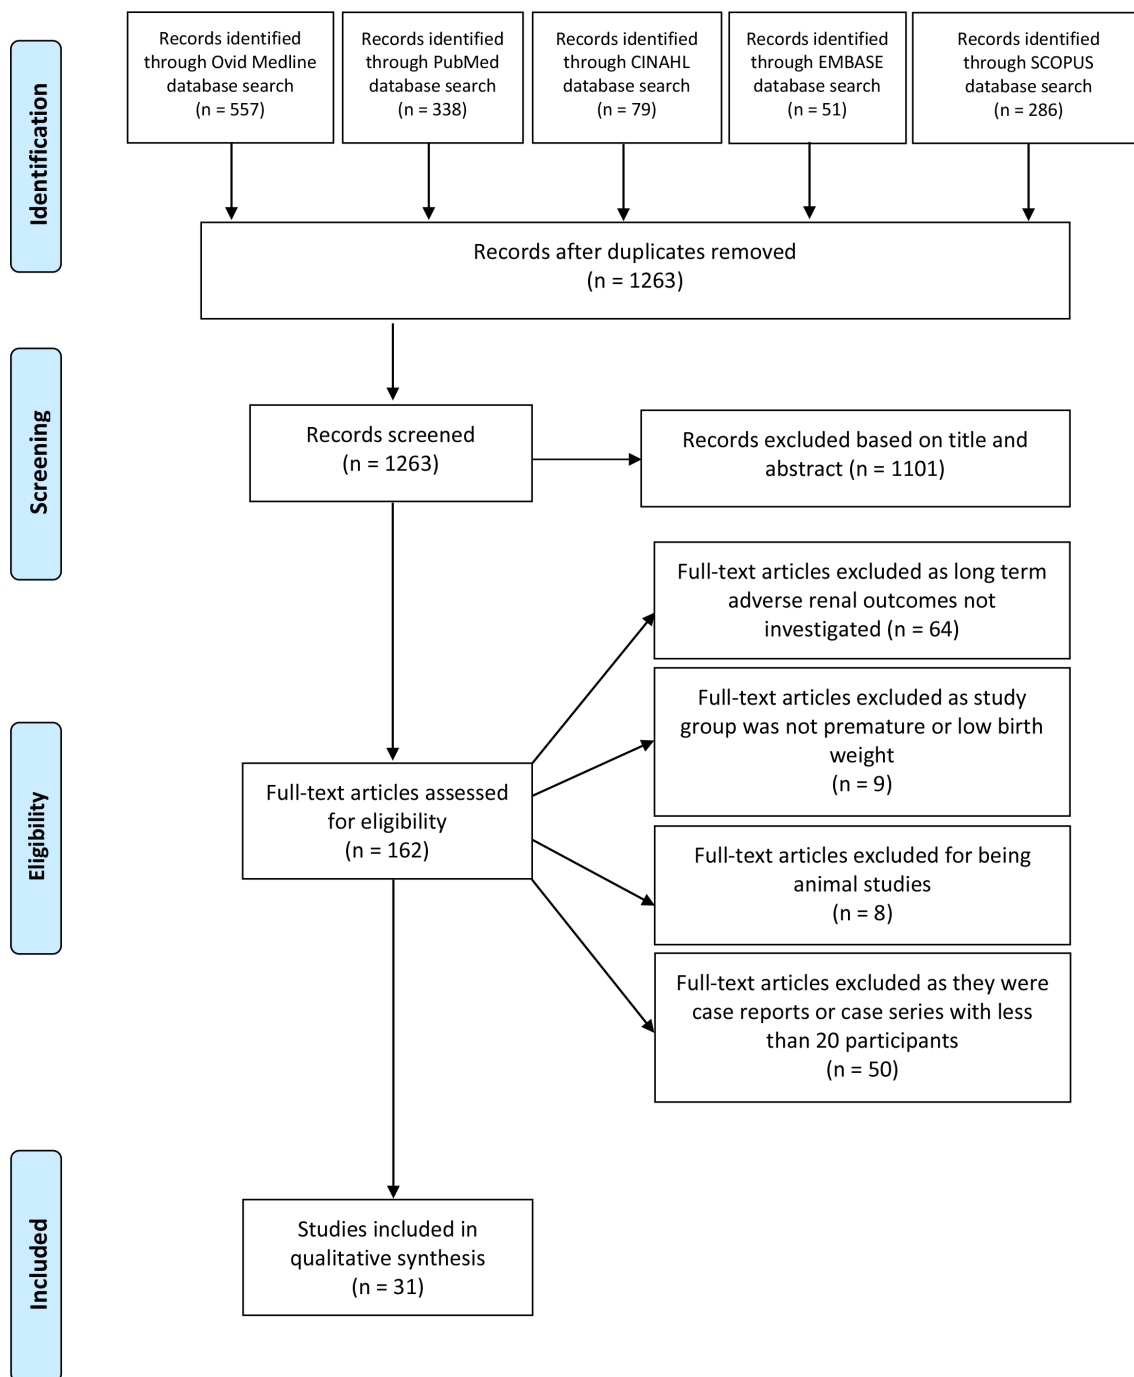 Identification
Records identified
through Ovid Medline
database search
(n = 557)
Records identified
through PubMed
database search
(n = 338)
Records identified
through CINAHL
database search
(n = 79)
Records identified
through EMBASE
database search
(n = 51)
Records identified
through SCOPUS
database search
(n = 286)
Records after duplicates removed
(n = 1263)
Screening
Records screened
(n = 1263)
Records excluded based on title and
abstract (n = 1101)
Eligibility
Full-text articles assessed
for eligibility
(n = 162)
Full-text articles excluded as long term
adverse renal outcomes not
investigated (n = 64)
Full-text articles excluded as study
group was not premature or low birth
weight
(n = 9)
Full-text articles excluded for being
animal studies
(n = 8)
Full-text articles excluded as they were
case reports or case series with less
than 20 participants
(n = 50)
Included
Studies included in
qualitative synthesis
(n = 31)